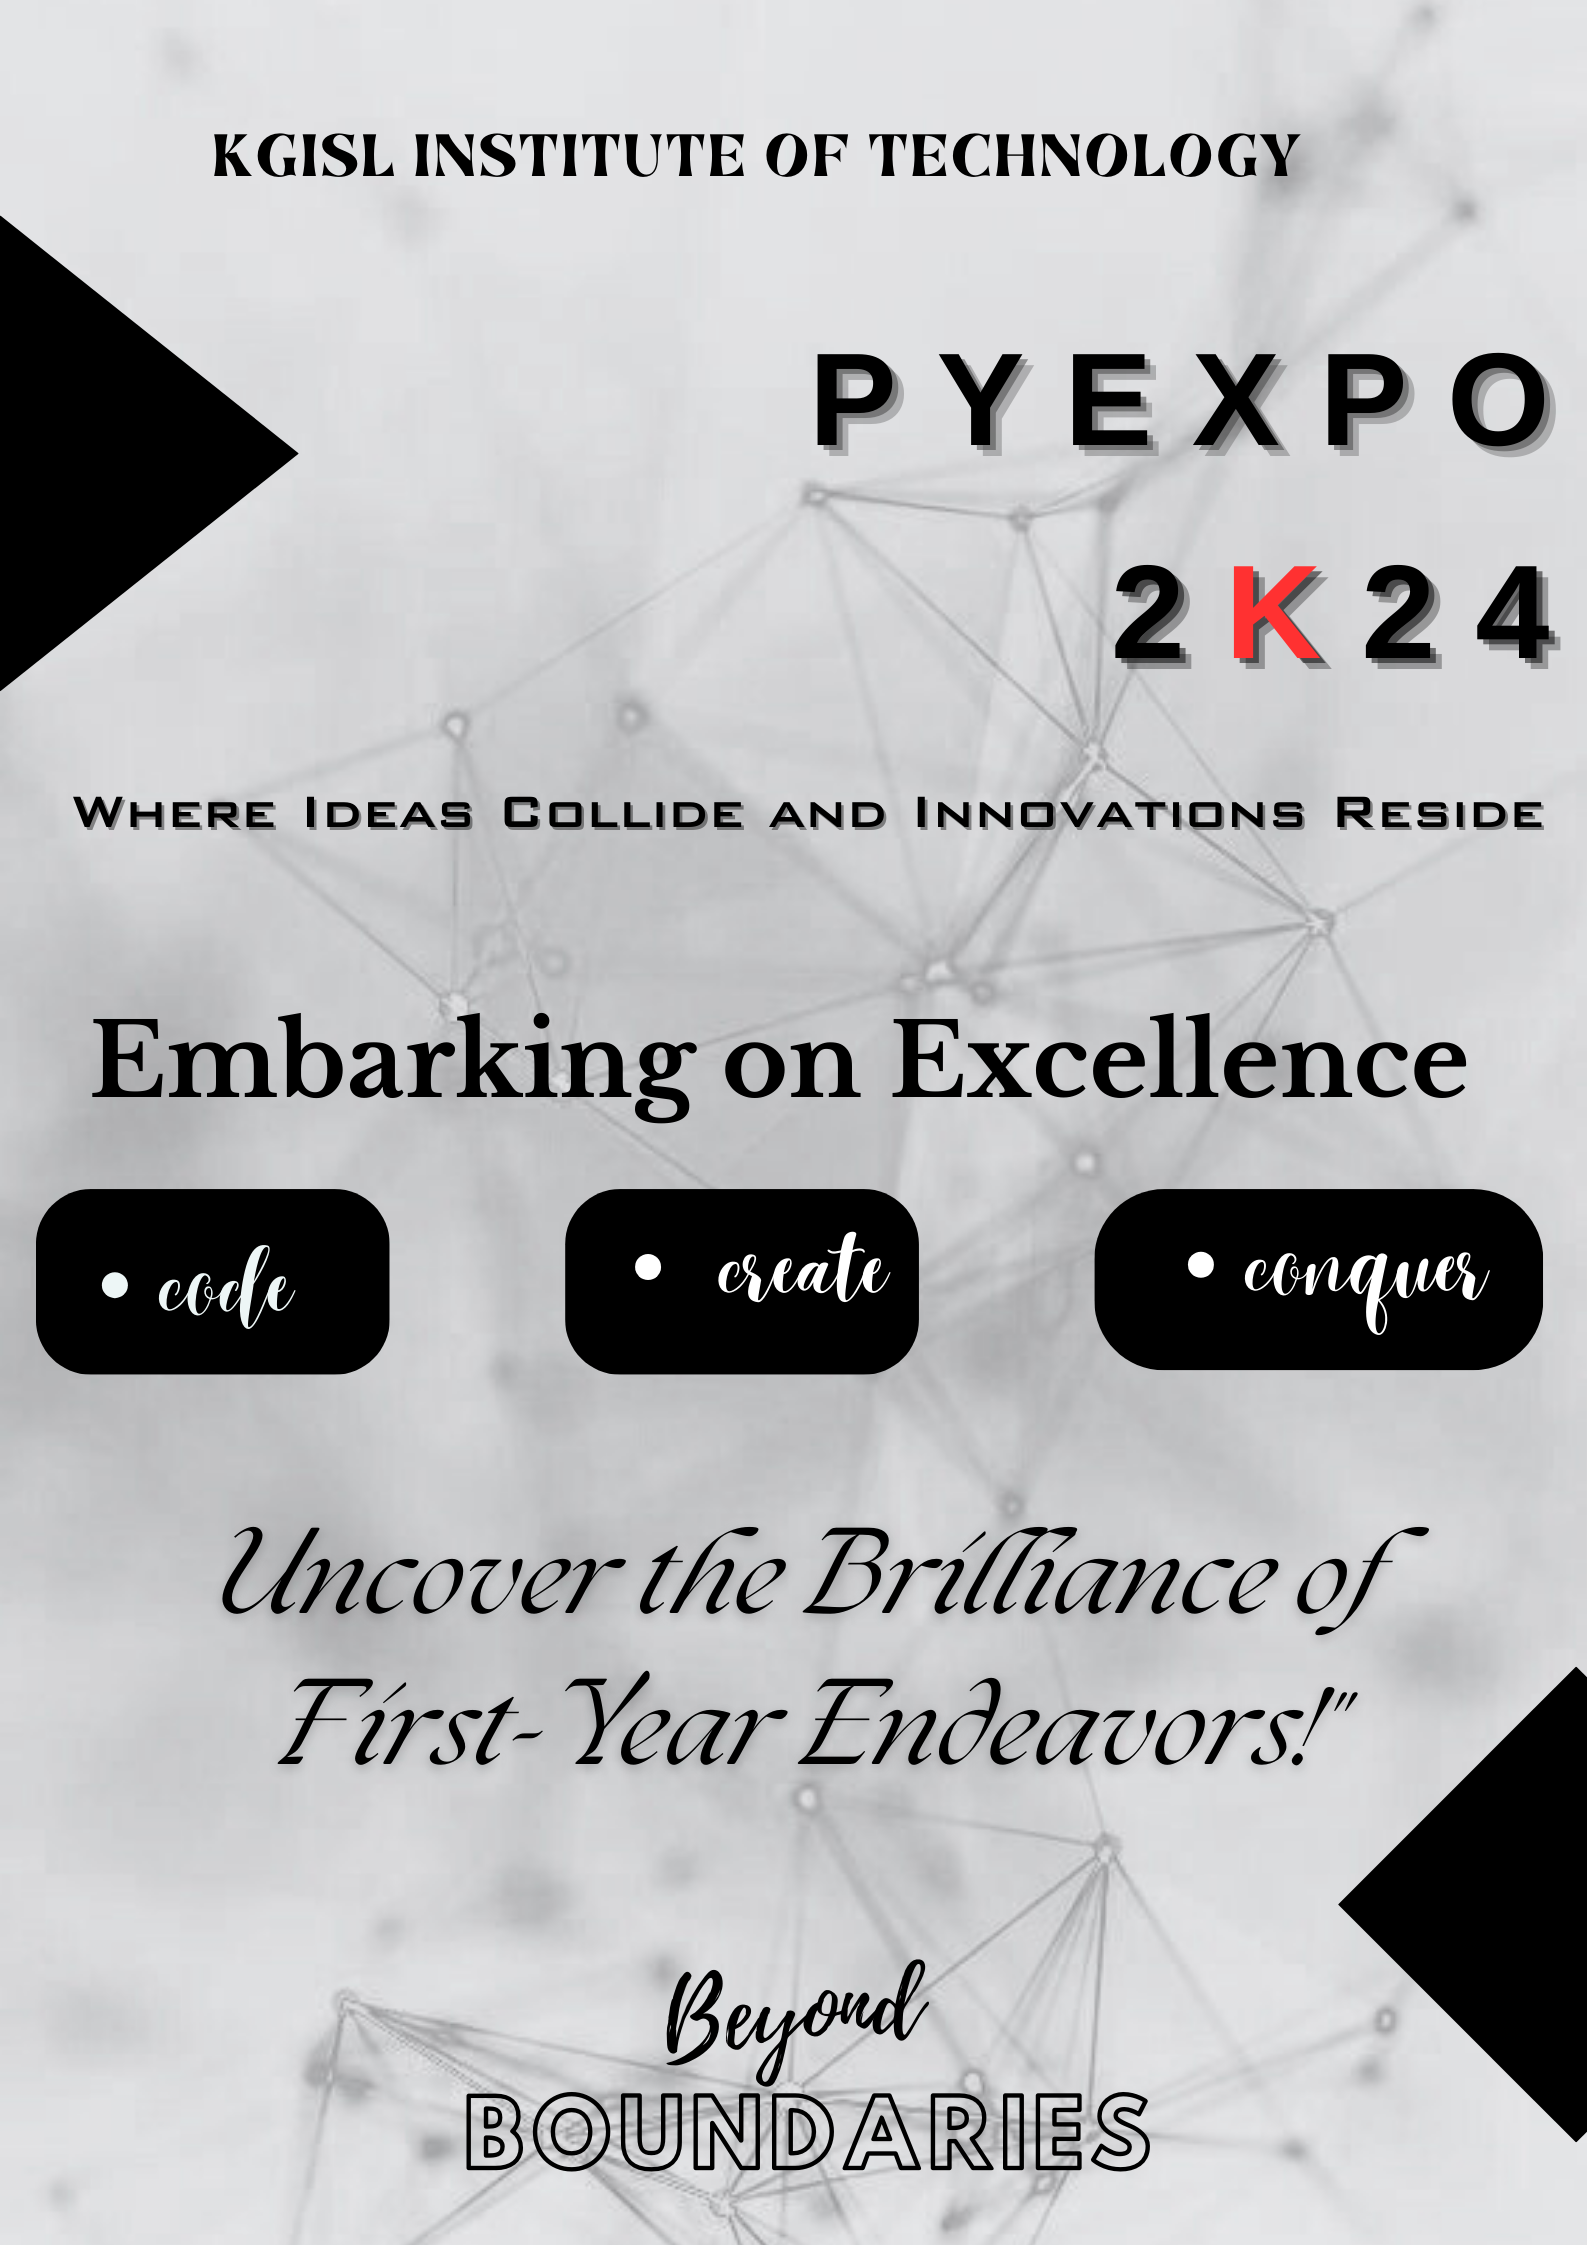 KGISL INSTITUTE OF TECHNOLOGY
PYEXPO
2K24
Where Ideas Collide and Innovations Reside
Embarking on Excellence
• code
• create
• conquer
Uncover the Brilliance of
First-Year Endeavors!"
Beyond
BOUNDARIES